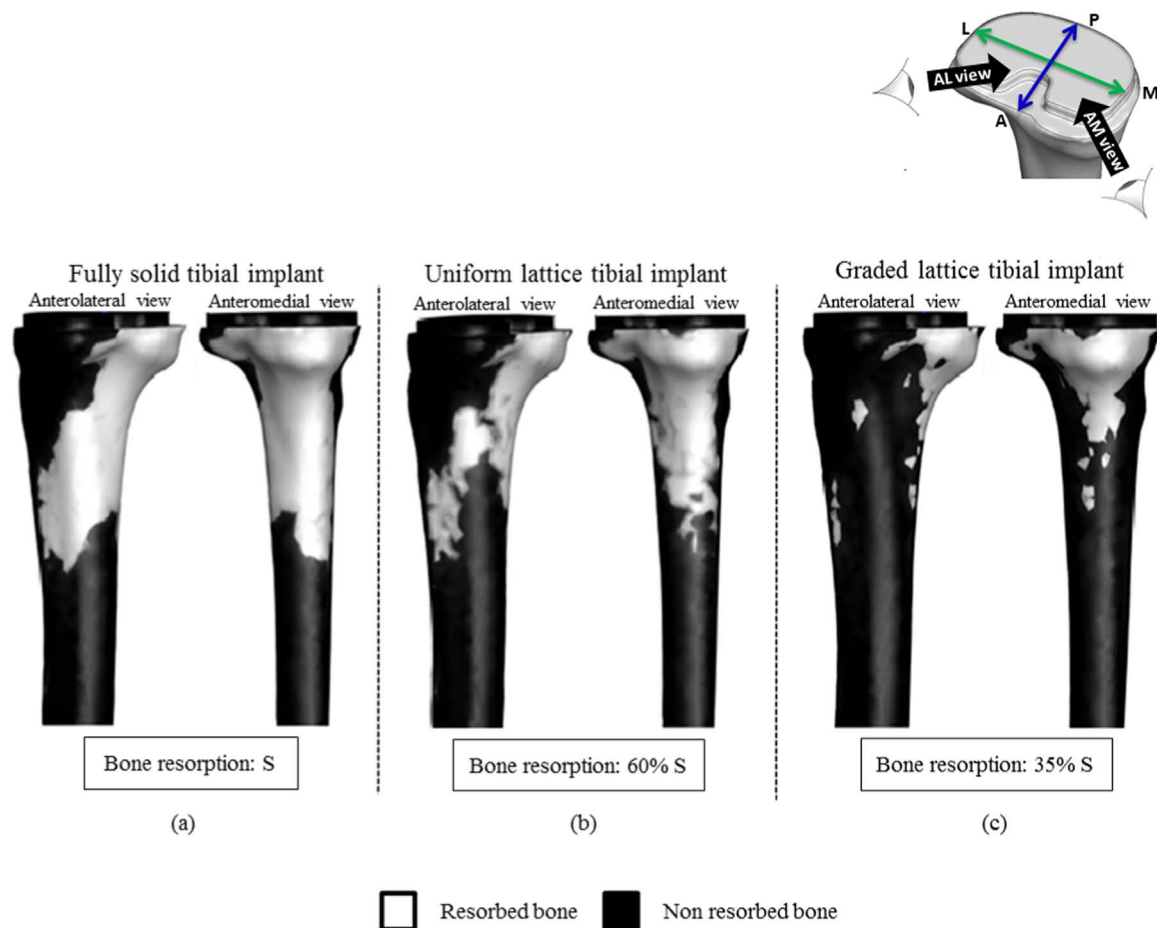 L
P
AL view
M
A
AM view
Fully solid tibial implant
Anterolateral view
Anteromedial view
Uniform lattice tibial implant
Anterolateral view
Anteromedial view
Graded lattice tibial implant
Anterolateral view
Anteromedial view
Bone resorption: S
Bone resorption: 60% S
Bone resorption: 35% S
(a)
(b)
(c)
Resorbed bone
Non resorbed bone